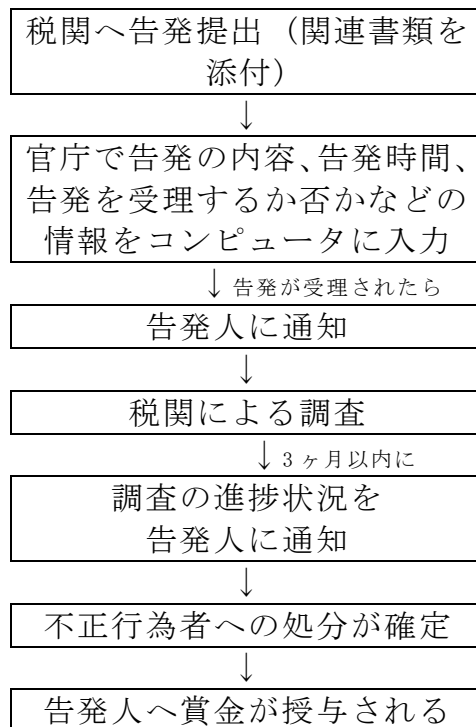 税関へ告発提出（関連書類を
添付）
↓
官庁で告発の内容、告発時間、
告発を受理するか否かなどの
情報をコンピュータに入力
↓告発が受理されたら
告発人に通知
↓
税関による調査
↓3ヶ月以内に
調査の進捗状況を
告発人に通知
↓
不正行為者への処分が確定
↓
告発人へ賞金が授与される